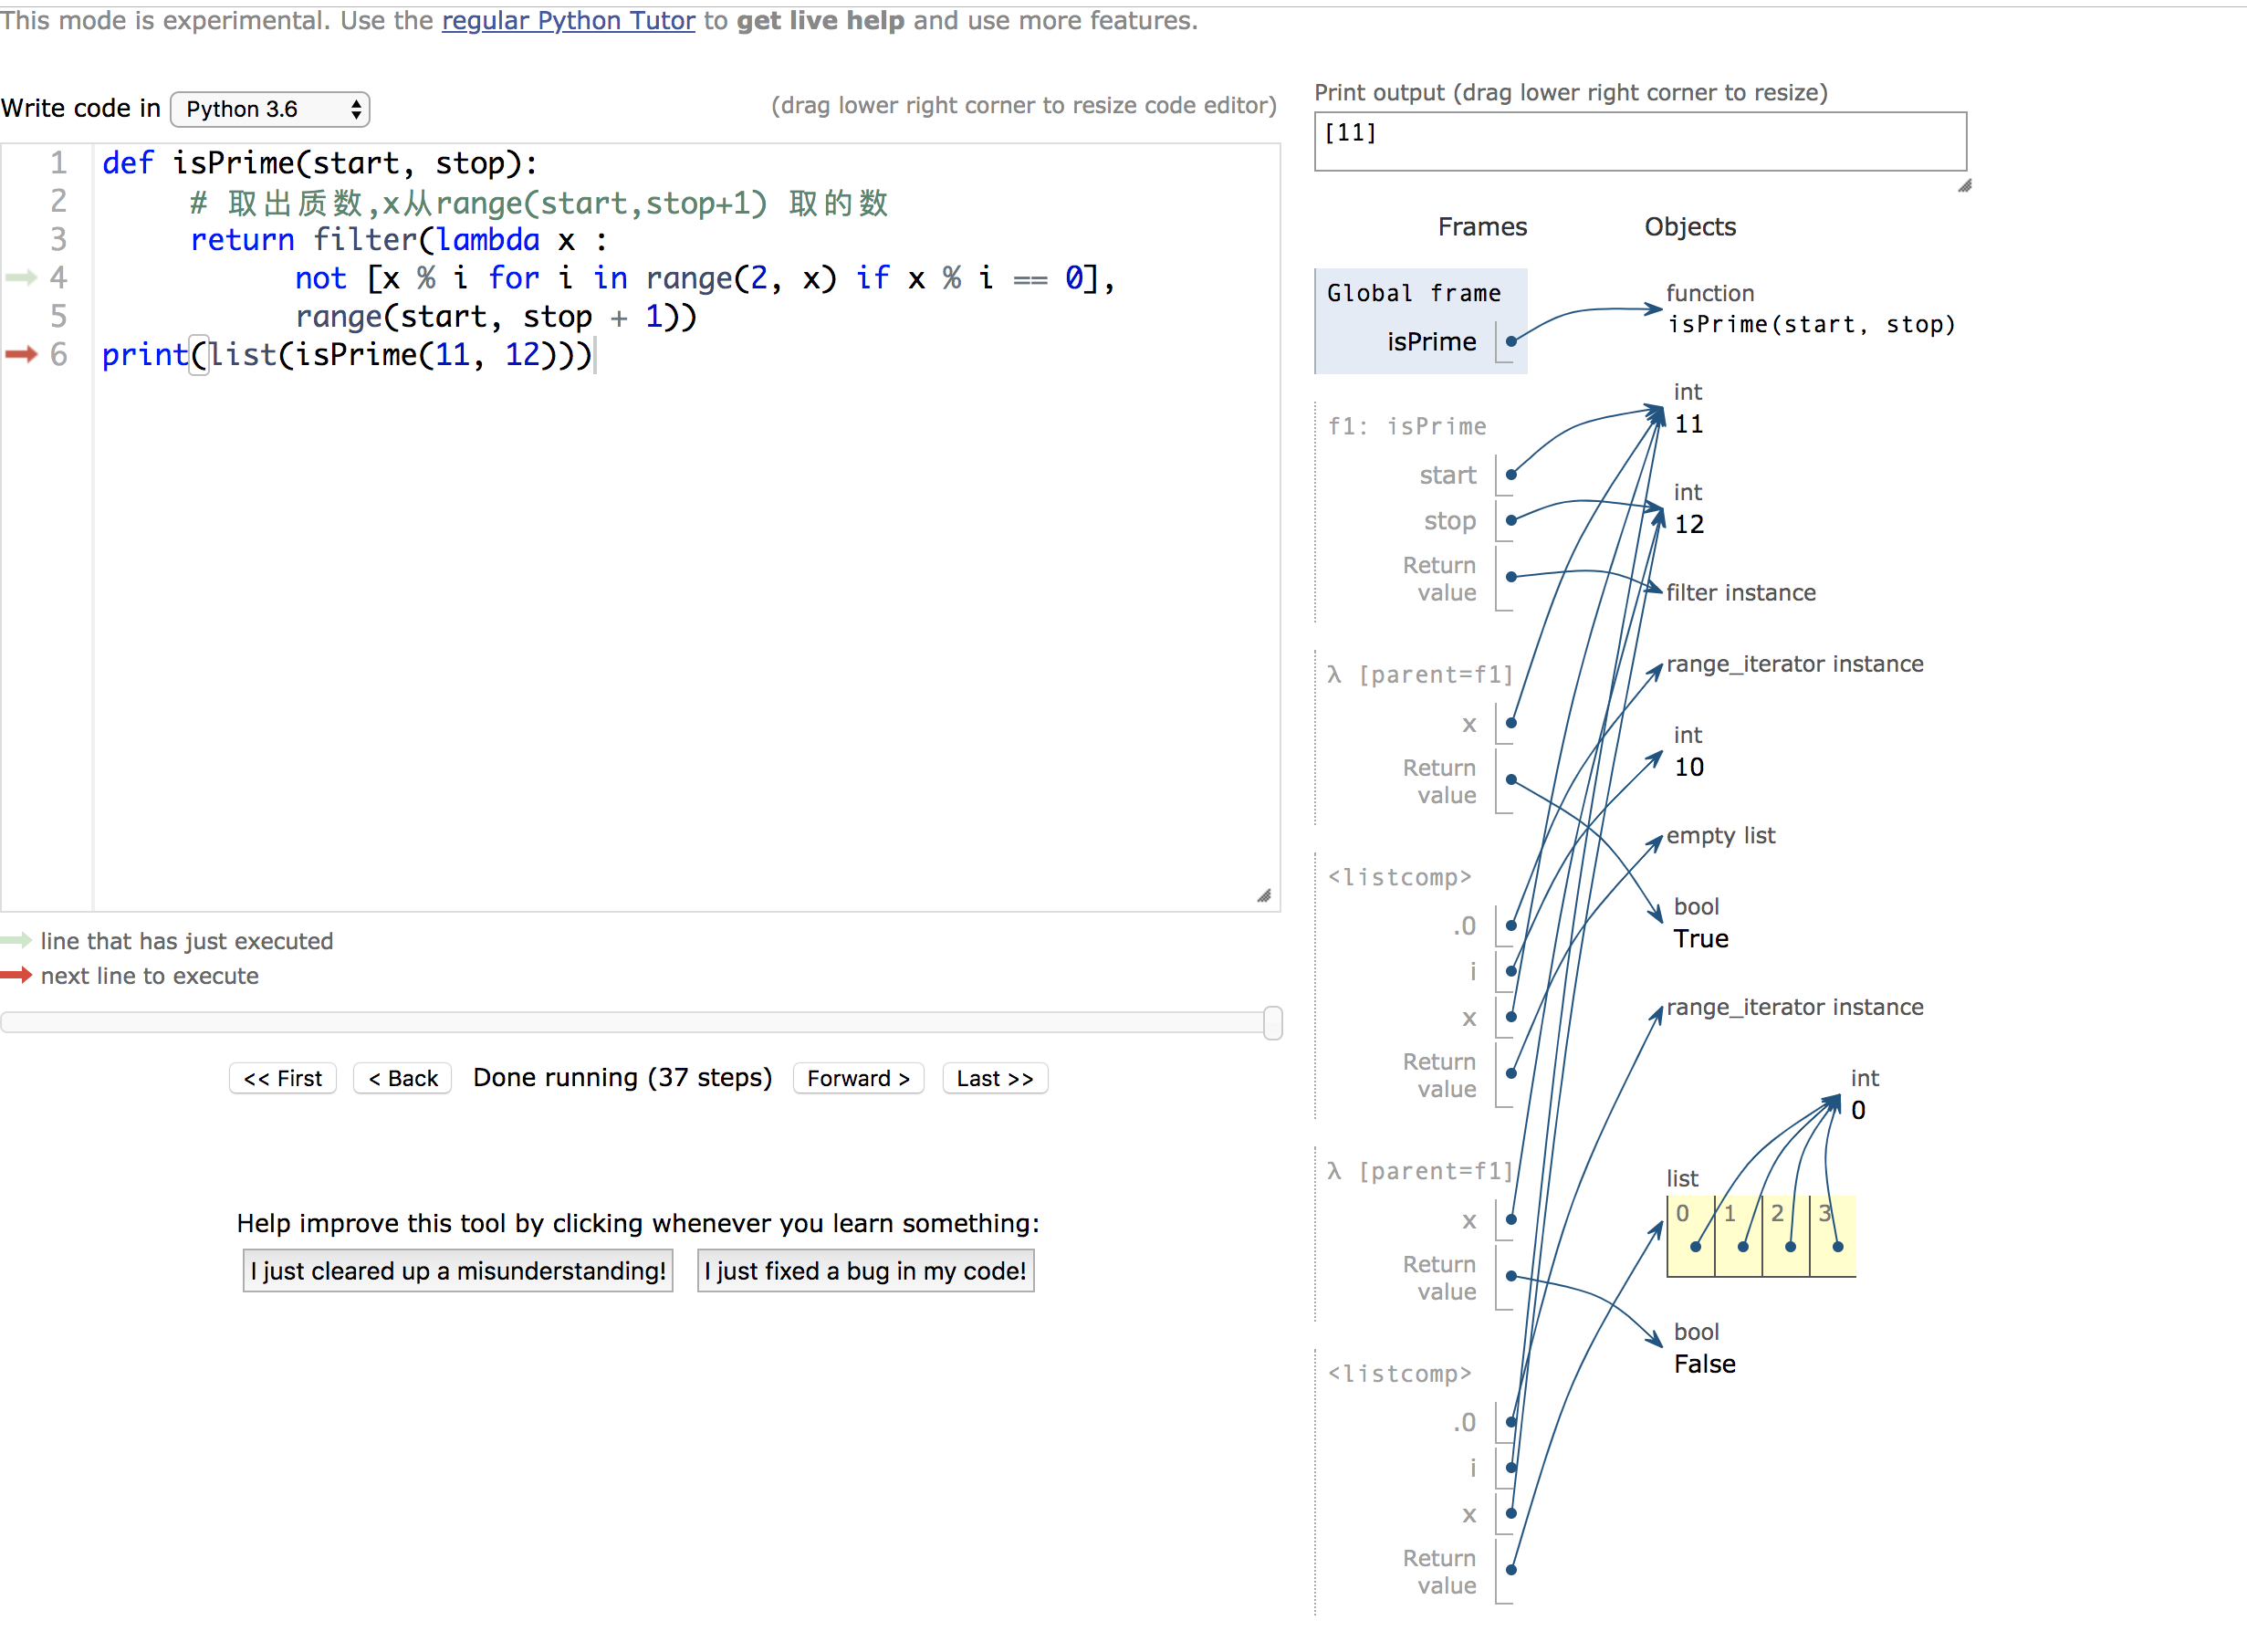 This mode is experimental. Use the regular Python Tutor to get live help and use more features.
Write code in Python 3.6
(drag lower right corner to resize code editor)
1 def isPrime(start, stop):
2 # 取出质数,x从range(start,stop+1) 取的数
3 return filter(lambda x :
4 not [x % i for i in range(2, x) if x % i == 0],
5 range(start, stop + 1))
6 print(list(isPrime(11, 12)))
line that has just executed
next line to execute
<< First
< Back
Done running (37 steps)
Forward >
Last >>
Help improve this tool by clicking whenever you learn something:
I just cleared up a misunderstanding!
I just fixed a bug in my code!
Print output (drag lower right corner to resize)
[11]
Frames
Objects
Global frame
isPrime
function
isPrime(start, stop)
f1: isPrime
start
stop
Return
value
int
11
int
12
filter instance
λ [parent=f1]
x
Return
value
range_iterator instance
int
10
empty list
<listcomp>
.0
i
x
Return
value
bool
True
range_iterator instance
int
0
λ [parent=f1]
x
Return
value
list
0 1 2 3
bool
False
<listcomp>
.0
i
x
Return
value